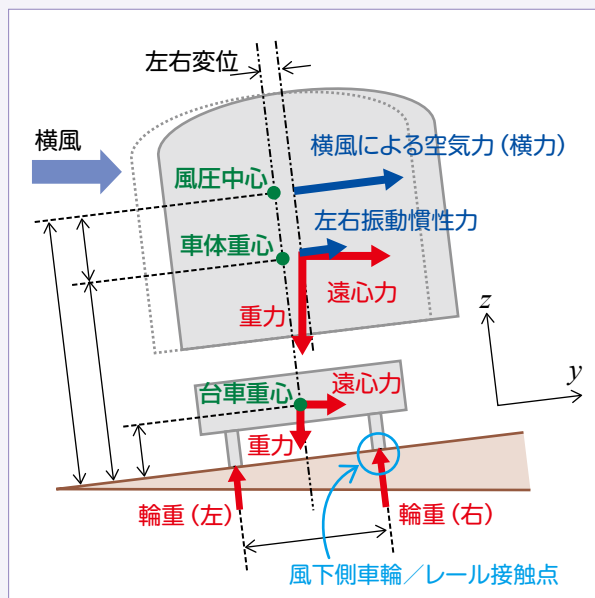 左右変位
横風
横風による空気力（横力）
風圧中心
左右振動慣性力
車体重心
遠心力
重力
z
y
台車重心
遠心力
重力
輪重（左）
輪重（右）
風下側車輪／レール接触点